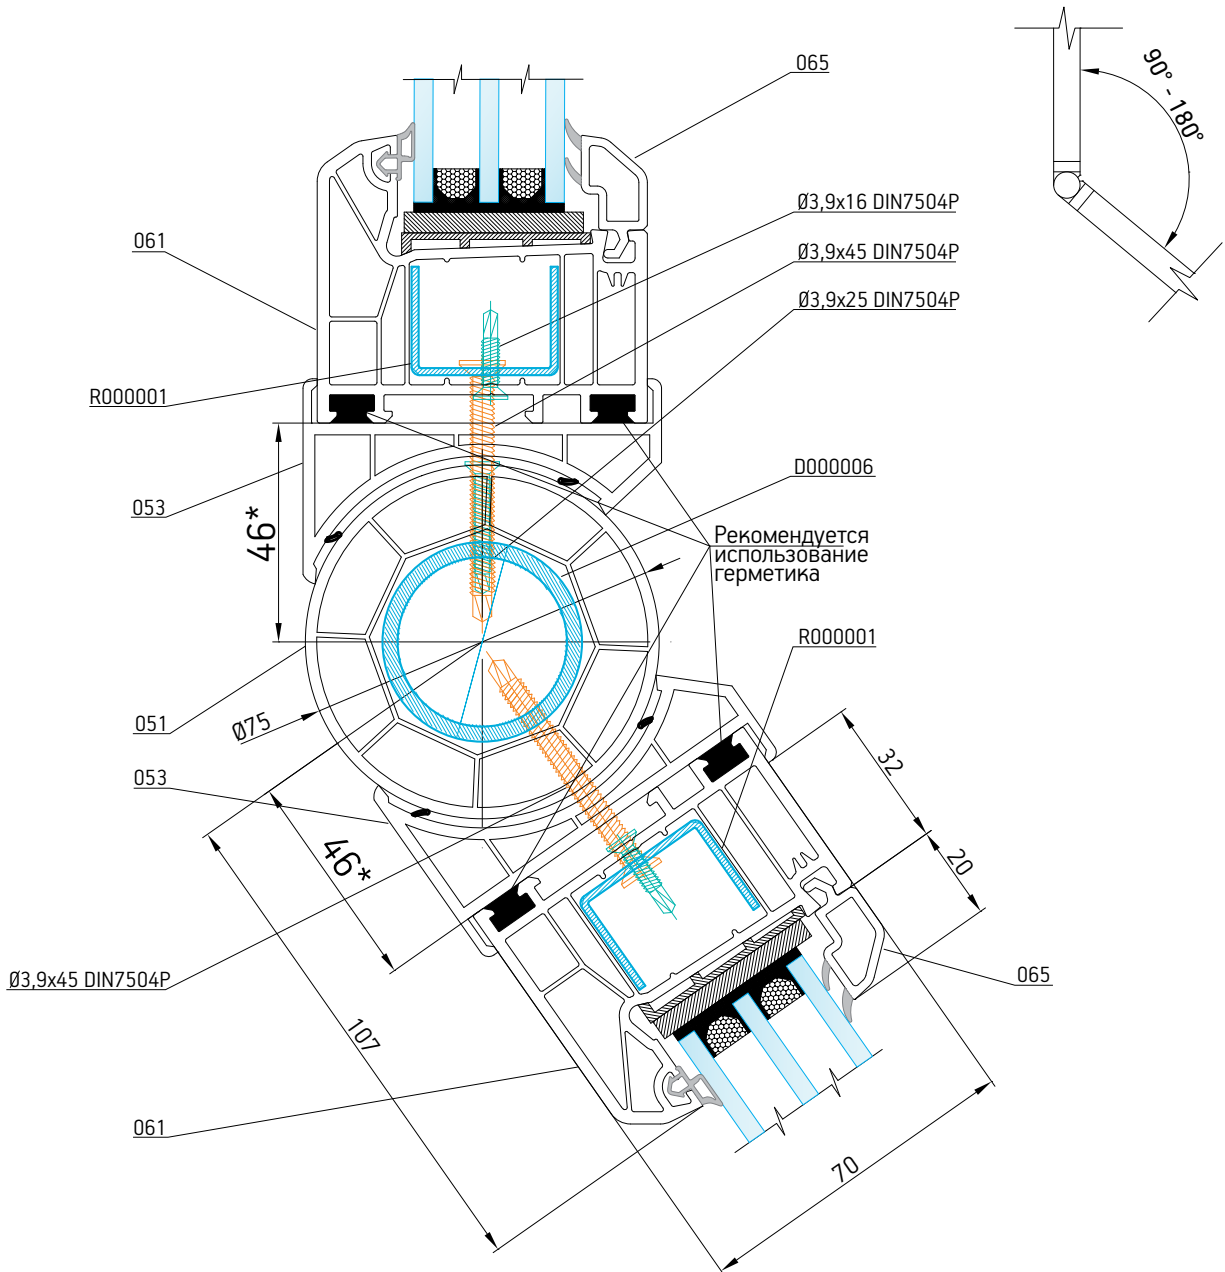 065
90° - 180°
Ø3,9x16 DIN7504P
061
Ø3,9x45 DIN7504P
Ø3,9x25 DIN7504P
R000001
D000006
053
46*
Рекомендуется
использование
герметика
R000001
051
Ø75
32
053
46*
20
Ø3,9x45 DIN7504P
065
107
061
70